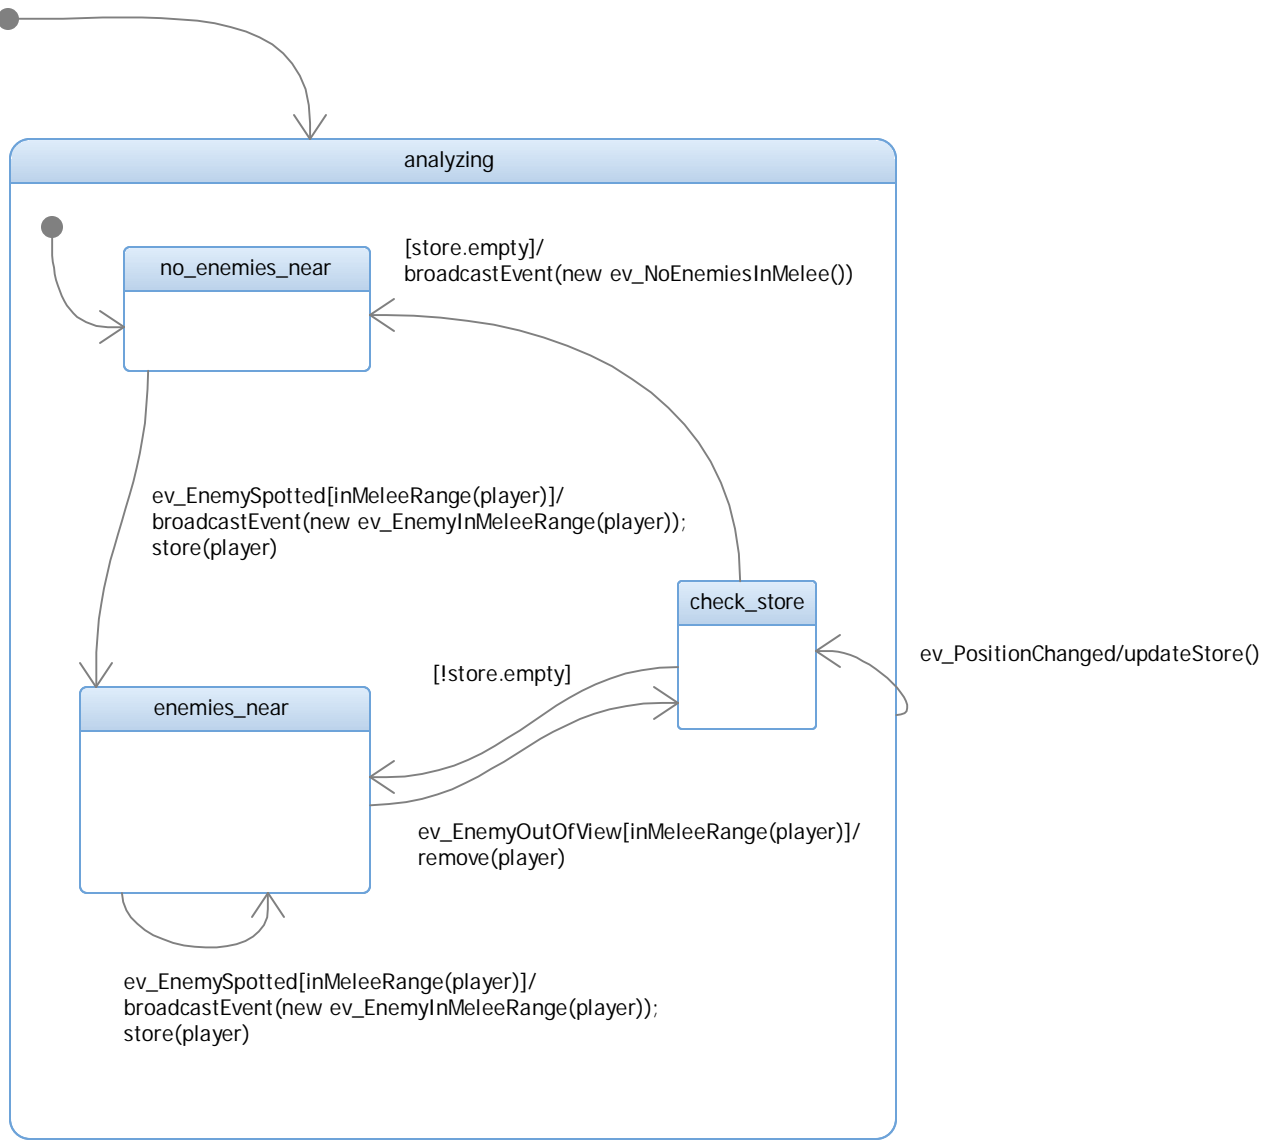 analyzing
no_enemies_near
[store.empty]/
broadcastEvent(new ev_NoEnemiesInMelee())
ev_EnemySpotted[inMeleeRange(player)]/
broadcastEvent(new ev_EnemyInMeleeRange(player));
store(player)
check_store
ev_PositionChanged/updateStore()
[!store.empty]
enemies_near
ev_EnemyOutOfView[inMeleeRange(player)]/
remove(player)
ev_EnemySpotted[inMeleeRange(player)]/
broadcastEvent(new ev_EnemyInMeleeRange(player));
store(player)